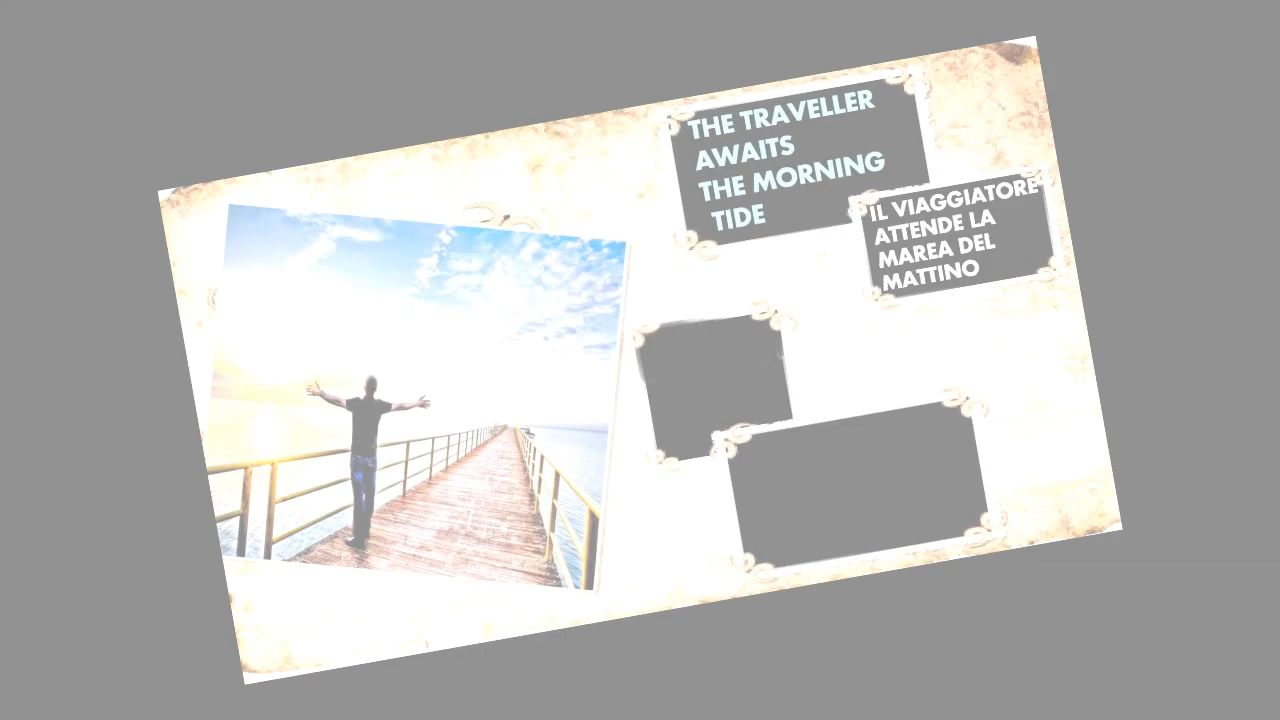 THE TRAVELLER
AWAITS
THE MORNING
TIDE
IL VIAGGIATORE
ATTENDE LA
MAREA DEL
MATTINO